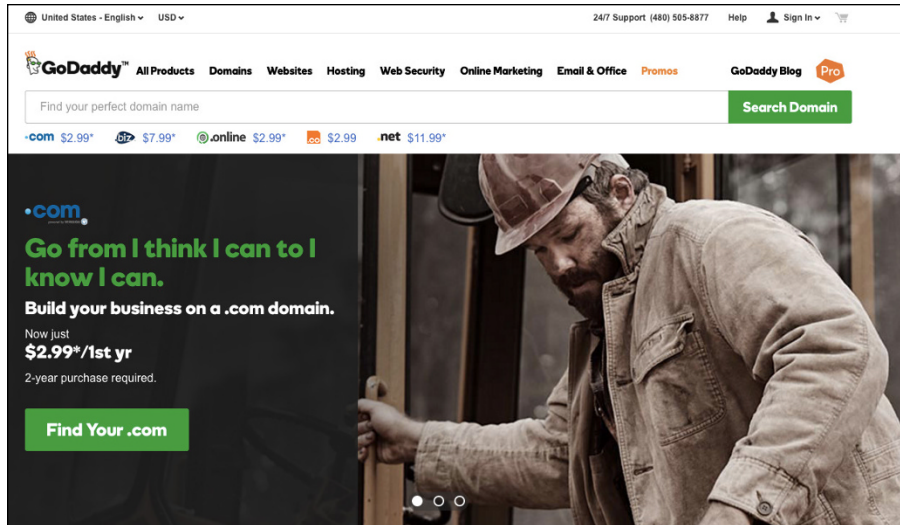 United States - English USD 24/7 Support (480) 505-8877 Help Sign In
GoDaddy™ All Products Domains Websites Hosting Web Security Online Marketing Email & Office Promos GoDaddy Blog Pro
Find your perfect domain name Search Domain
.com $2.99* .biz $7.99* .online $2.99* .ooo $2.99 .net $11.99*
.com
Go from I think I can to I
know I can.
Build your business on a .com domain.
Now just
$2.99*/1st yr
2-year purchase required.
Find Your .com